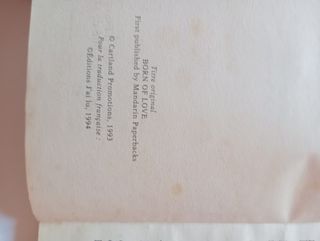 Titre original
BORN OF LOVE
First published by Mandarin Paperbacks
© Cartland Promotions, 1993
Pour la traduction française :
©Éditions J'ai lu, 1994